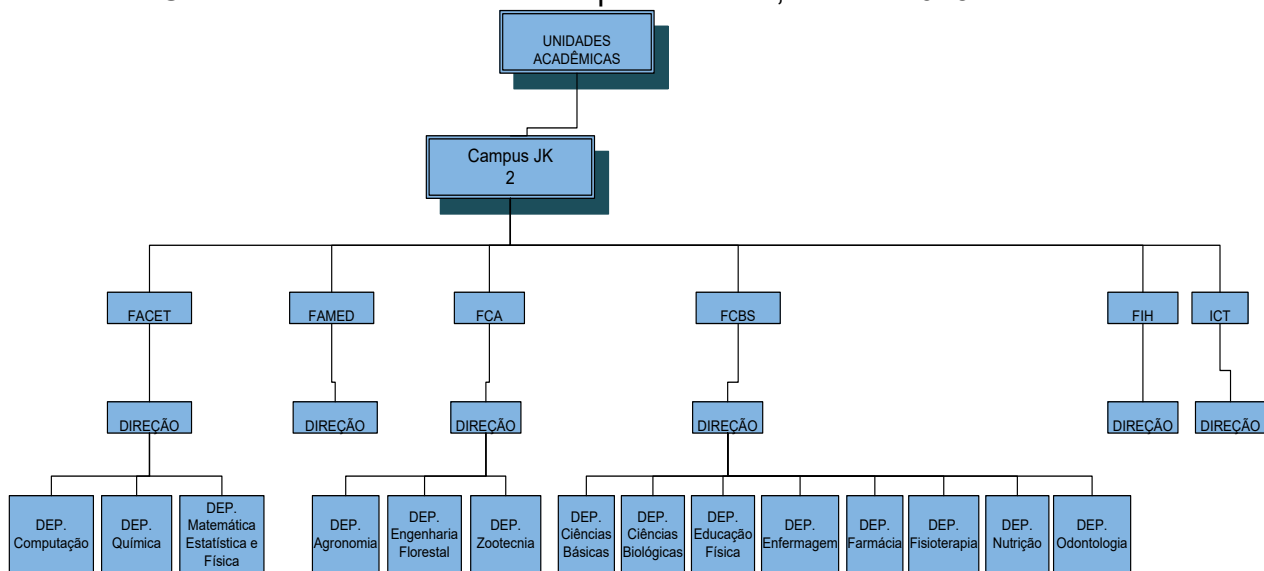 UNIDADES
ACADÊMICAS
Campus JK
2
FACET
FAMED
FCA
FCBS
FIH
ICT
DIREÇÃO
DIREÇÃO
DIREÇÃO
DIREÇÃO
DIREÇÃO
DIREÇÃO
DEP.
Computação
DEP.
Química
DEP.
Matemática
Estatística e
Física
DEP.
Agronomia
DEP.
Engenharia
Florestal
DEP.
Zootecnia
DEP.
Ciências
Básicas
DEP.
Ciências
Biológicas
DEP.
Educação
Física
DEP.
Enfermagem
DEP.
Farmácia
DEP.
Fisioterapia
DEP.
Nutrição
DEP.
Odontologia